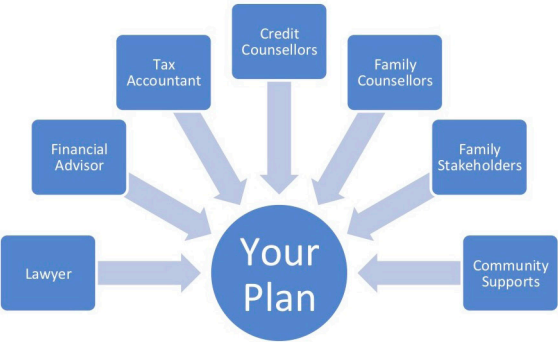 Credit
Counsellors
Tax
Accountant
Family
Counsellors
Financial
Advisor
Family
Stakeholders
Lawyer
Your
Plan
Community
Supports